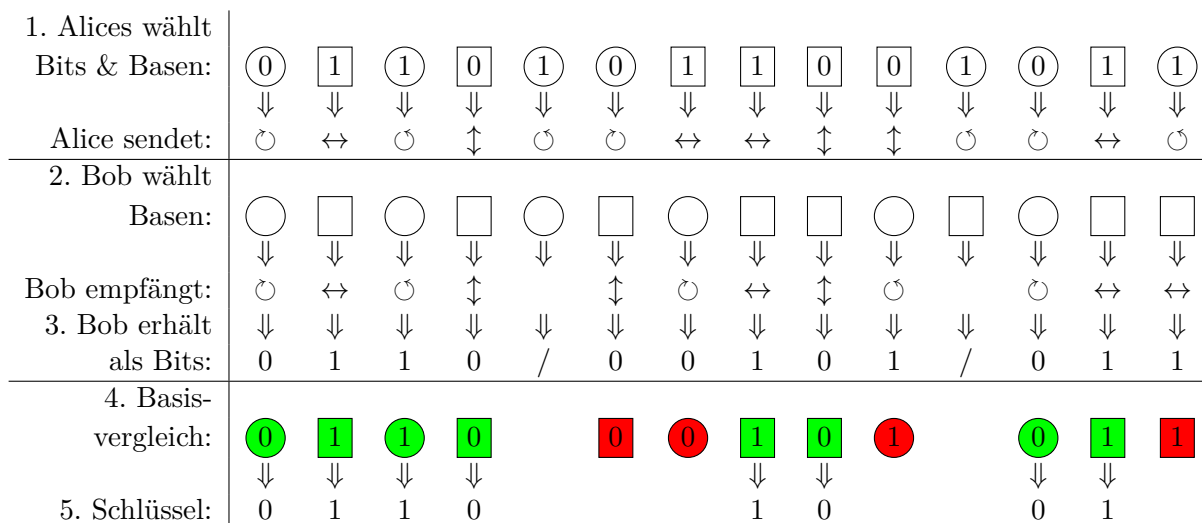 1. Alices wählt
Bits & Basen: 0 1 1 0 1 0 1 1 0 0 1 0 1 1
⇓ ⇓ ⇓ ⇓ ⇓ ⇓ ⇓ ⇓ ⇓ ⇓ ⇓ ⇓ ⇓ ⇓
Alice sendet: ↻ ↔ ↺ ↕ ↺ ↻ ↔ ↔ ↕ ↕ ↺ ↻ ↔ ↺
2. Bob wählt
Basen:
⇓ ⇓ ⇓ ⇓ ⇓ ⇓ ⇓ ⇓ ⇓ ⇓ ⇓ ⇓ ⇓ ⇓
Bob empfängt: ↻ ↔ ↺ ↕ ↕ ↻ ↔ ↕ ↺ ↻ ↔ ↔
3. Bob erhält ⇓ ⇓ ⇓ ⇓ ⇓ ⇓ ⇓ ⇓ ⇓ ⇓ ⇓ ⇓ ⇓ ⇓
als Bits: 0 1 1 0 / 0 0 1 0 1 / 0 1 1
4. Basis-
vergleich: 0 1 1 0 0 0 1 0 1 0 1 1
⇓ ⇓ ⇓ ⇓ ⇓ ⇓ ⇓ ⇓
5. Schlüssel: 0 1 1 0 1 0 0 1